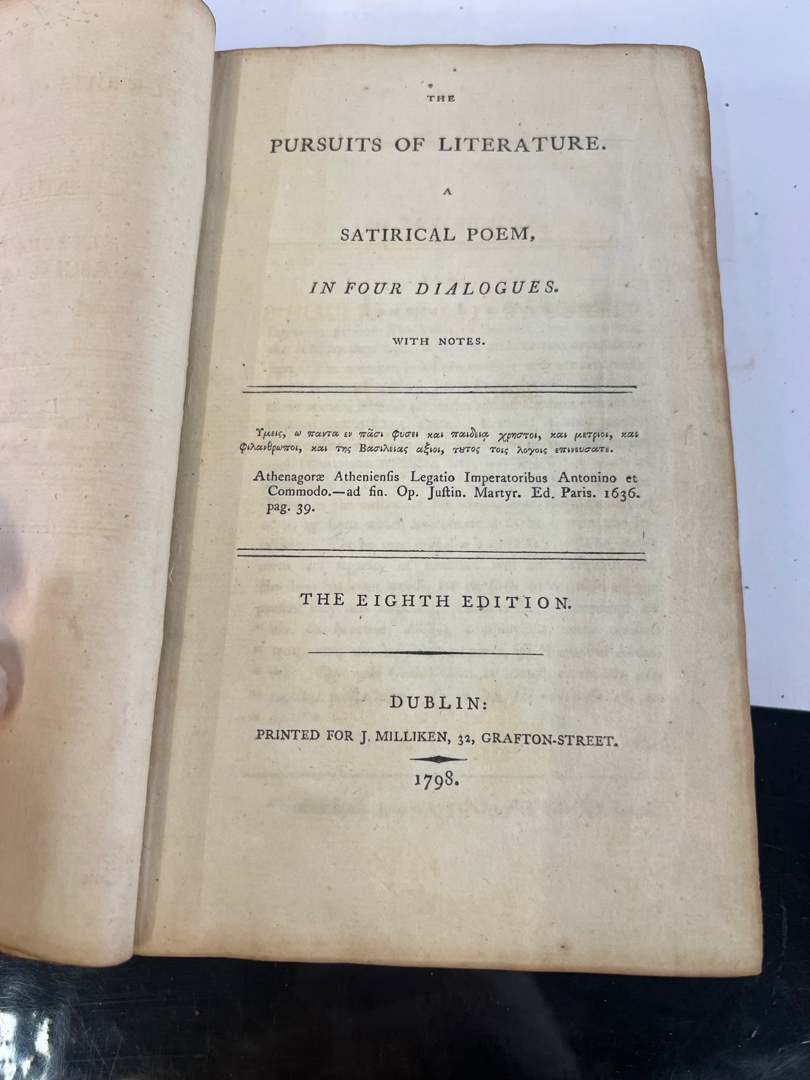 THE
PURSUITS OF LITERATURE.
A
SATIRICAL POEM,
IN FOUR DIALOGUES.
WITH NOTES.
Υμεις, ω παντα εν πᾶσι φυσει και παιδεια χρηστοι, και μετριοι, και
φιλανθρωποι, και της Βασιλειας αξιοι, τȣτος τοις λογοις επινευσατε.
Athenagoræ Athenienſis Legatio Imperatoribus Antonino et
Commodo.—ad fin. Op. Juſtin. Martyr. Ed. Paris. 1636.
pag. 39.
THE EIGHTH EDITION.
DUBLIN:
PRINTED FOR J. MILLIKEN, 32, GRAFTON-STREET.
1798.